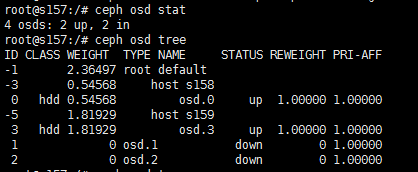 root@s157:/# ceph osd stat
4 osds: 2 up, 2 in
root@s157:/# ceph osd tree
ID CLASS WEIGHT  TYPE NAME      STATUS REWEIGHT PRI-AFF
-1       2.36497 root default
-3       0.54568     host s158
 0   hdd 0.54568         osd.0      up  1.00000 1.00000
-5       1.81929     host s159
 3   hdd 1.81929         osd.3      up  1.00000 1.00000
 1             0 osd.1            down        0 1.00000
 2             0 osd.2            down        0 1.00000